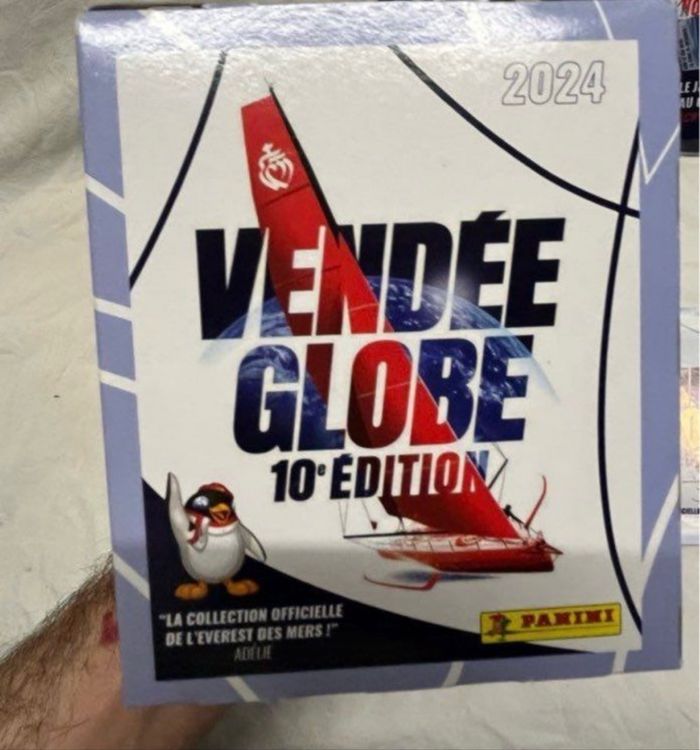 2024
VENDÉE
GLOBE
10e ÉDITION
"LA COLLECTION OFFICIELLE
DE L'EVEREST DES MERS !"
ADÉLIE
PANINI